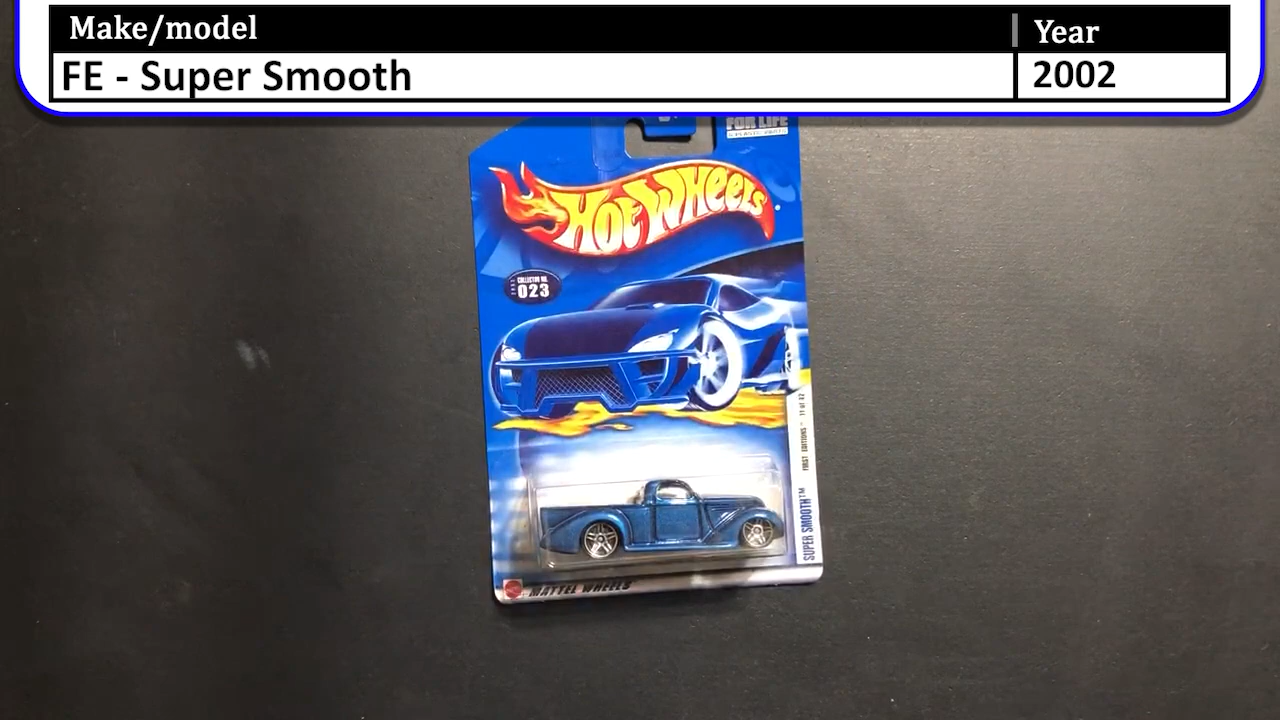 Make/model
Year
FE - Super Smooth
2002
FOR LIFE
HOT WHEELS
COLLECTOR NO.
023
SUPER SMOOTH™ FIRST EDITIONS™ 11 of 42
MATTEL WHEELS